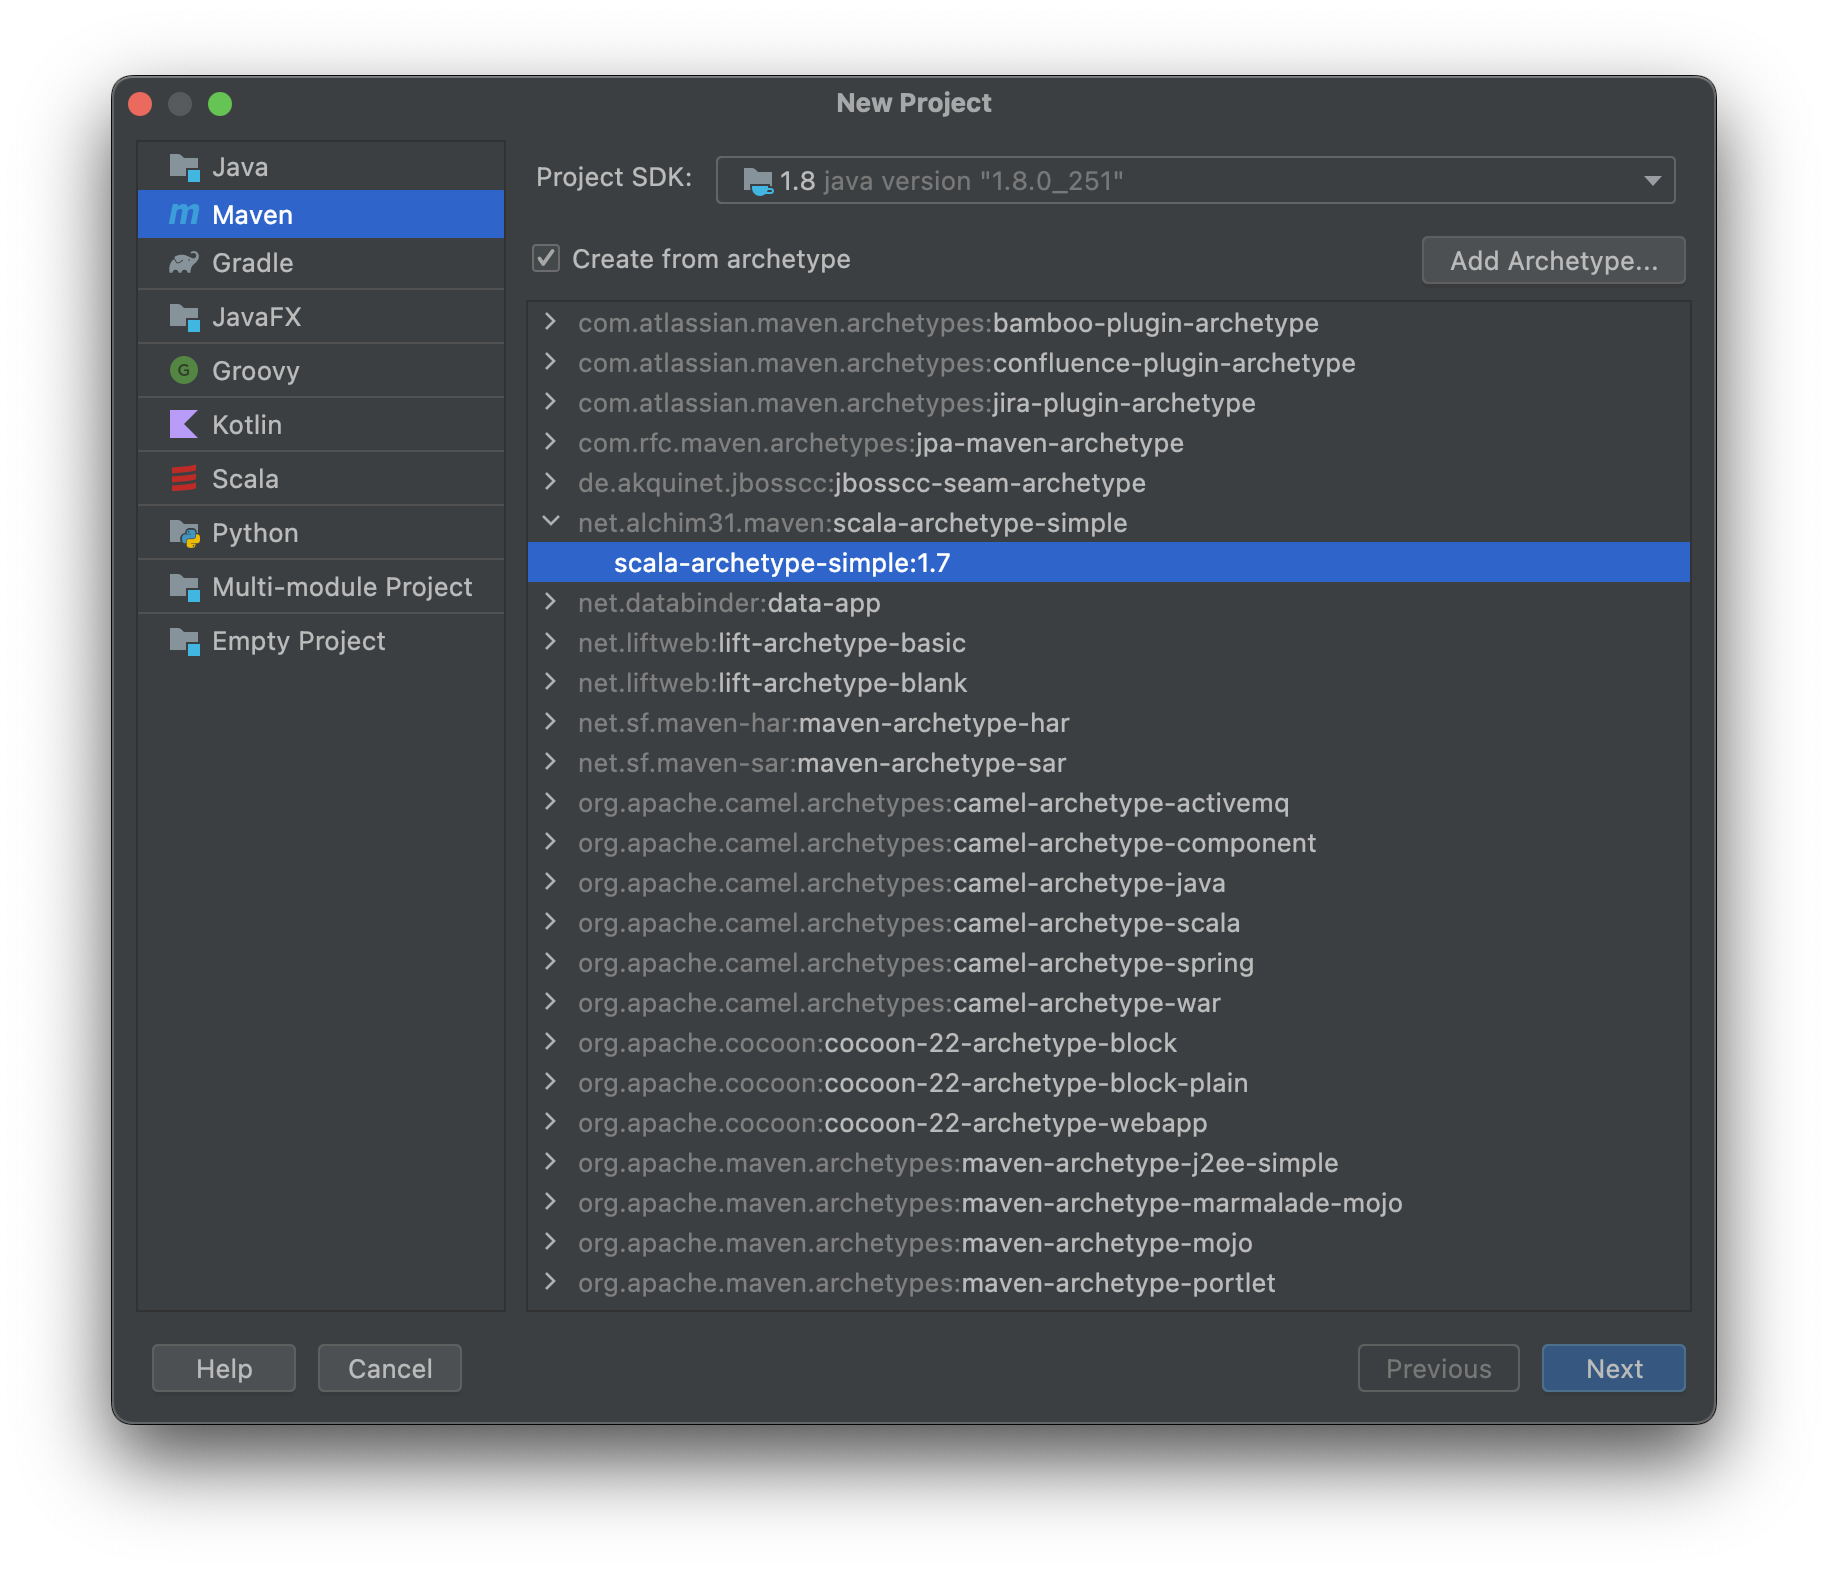 New Project
Java
Maven
Gradle
JavaFX
Groovy
Kotlin
Scala
Python
Multi-module Project
Empty Project
Project SDK: 1.8 java version "1.8.0_251"
Create from archetype
Add Archetype...
com.atlassian.maven.archetypes:bamboo-plugin-archetype
com.atlassian.maven.archetypes:confluence-plugin-archetype
com.atlassian.maven.archetypes:jira-plugin-archetype
com.rfc.maven.archetypes:jpa-maven-archetype
de.akquinet.jbosscc:jbosscc-seam-archetype
net.alchim31.maven:scala-archetype-simple
scala-archetype-simple:1.7
net.databinder:data-app
net.liftweb:lift-archetype-basic
net.liftweb:lift-archetype-blank
net.sf.maven-har:maven-archetype-har
net.sf.maven-sar:maven-archetype-sar
org.apache.camel.archetypes:camel-archetype-activemq
org.apache.camel.archetypes:camel-archetype-component
org.apache.camel.archetypes:camel-archetype-java
org.apache.camel.archetypes:camel-archetype-scala
org.apache.camel.archetypes:camel-archetype-spring
org.apache.camel.archetypes:camel-archetype-war
org.apache.cocoon:cocoon-22-archetype-block
org.apache.cocoon:cocoon-22-archetype-block-plain
org.apache.cocoon:cocoon-22-archetype-webapp
org.apache.maven.archetypes:maven-archetype-j2ee-simple
org.apache.maven.archetypes:maven-archetype-marmalade-mojo
org.apache.maven.archetypes:maven-archetype-mojo
org.apache.maven.archetypes:maven-archetype-portlet
Help
Cancel
Previous
Next